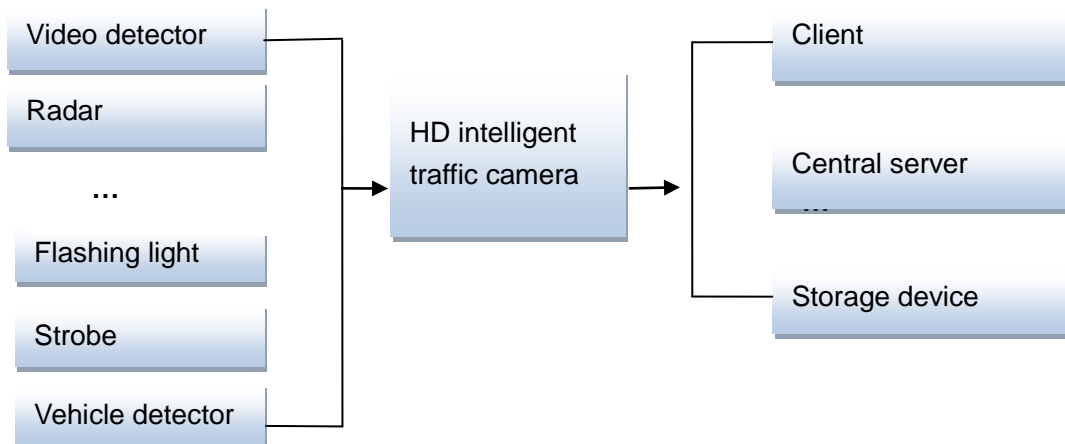 Video detector
Radar
...
Flashing light
Strobe
Vehicle detector
HD intelligent
traffic camera
Client
Central server
...
Storage device